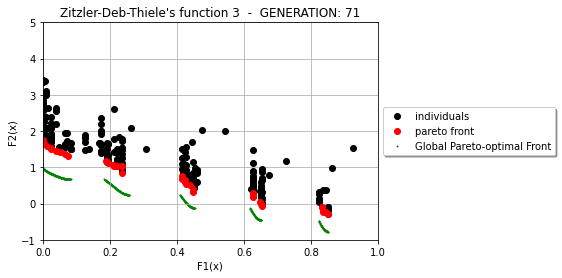 Zitzler-Deb-Thiele's function 3 - GENERATION: 71
5
4
3
2
1
0
−1
F2(x)
0.0 0.2 0.4 0.6 0.8 1.0
F1(x)
individuals
pareto front
Global Pareto-optimal Front